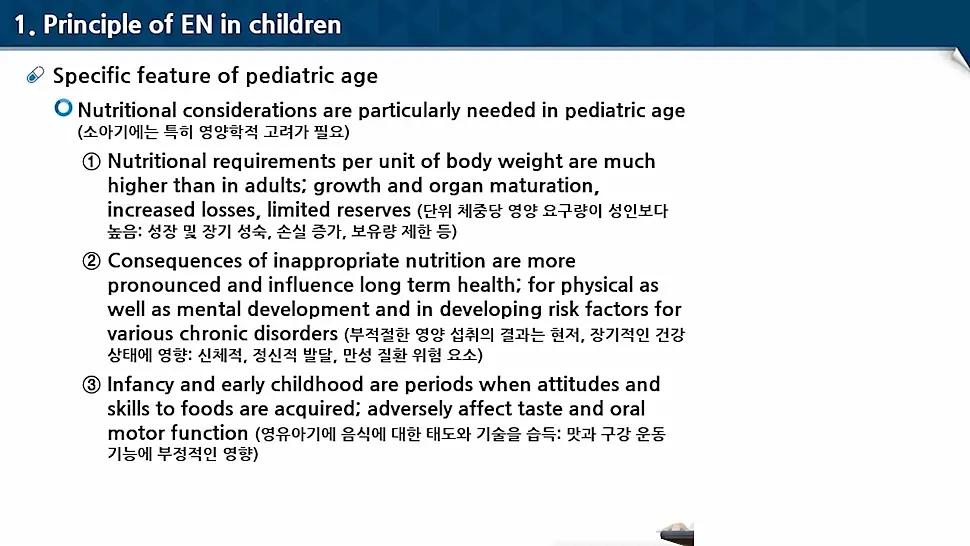 1. Principle of EN in children
Specific feature of pediatric age
Nutritional considerations are particularly needed in pediatric age
(소아기에는 특히 영양학적 고려가 필요)
① Nutritional requirements per unit of body weight are much
higher than in adults; growth and organ maturation,
increased losses, limited reserves (단위 체중당 영양 요구량이 성인보다
높음: 성장 및 장기 성숙, 손실 증가, 보유량 제한 등)
② Consequences of inappropriate nutrition are more
pronounced and influence long term health; for physical as
well as mental development and in developing risk factors for
various chronic disorders (부적절한 영양 섭취의 결과는 현저, 장기적인 건강
상태에 영향: 신체적, 정신적 발달, 만성 질환 위험 요소)
③ Infancy and early childhood are periods when attitudes and
skills to foods are acquired; adversely affect taste and oral
motor function (영유아기에 음식에 대한 태도와 기술을 습득: 맛과 구강 운동
기능에 부정적인 영향)